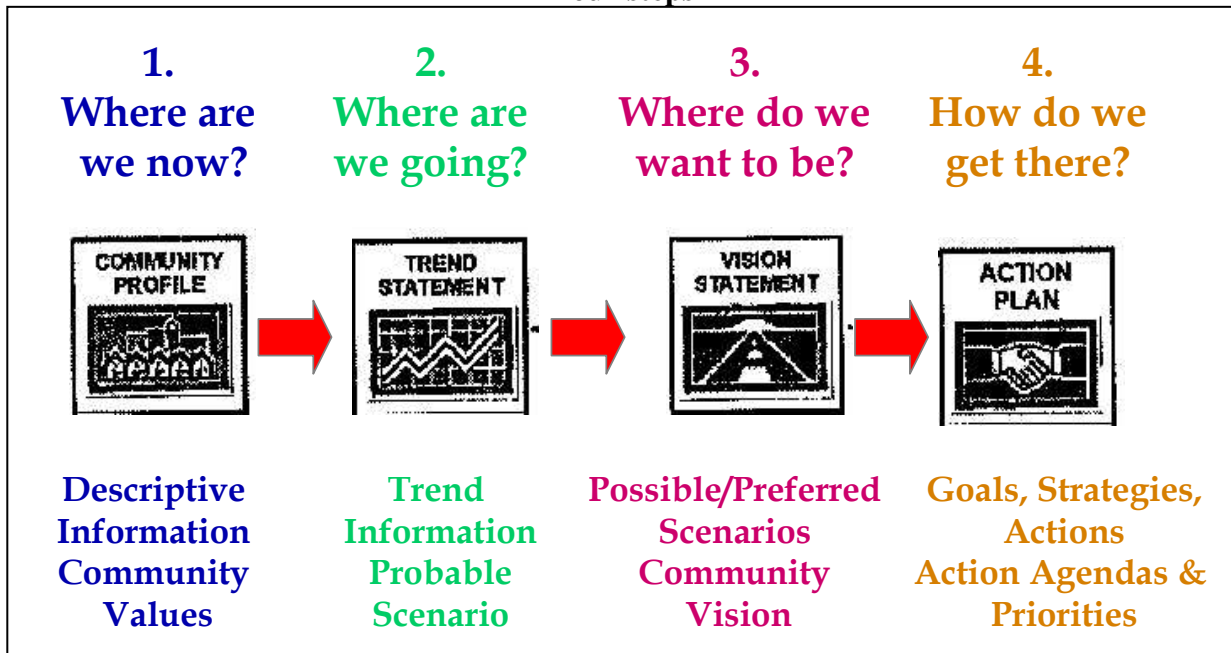 1.
Where are
we now?
2.
Where are
we going?
3.
Where do we
want to be?
4.
How do we
get there?
COMMUNITY
PROFILE
TREND
STATEMENT
VISION
STATEMENT
ACTION
PLAN
Descriptive
Information
Community
Values
Trend
Information
Probable
Scenario
Possible/Preferred
Scenarios
Community
Vision
Goals, Strategies,
Actions
Action Agendas &
Priorities